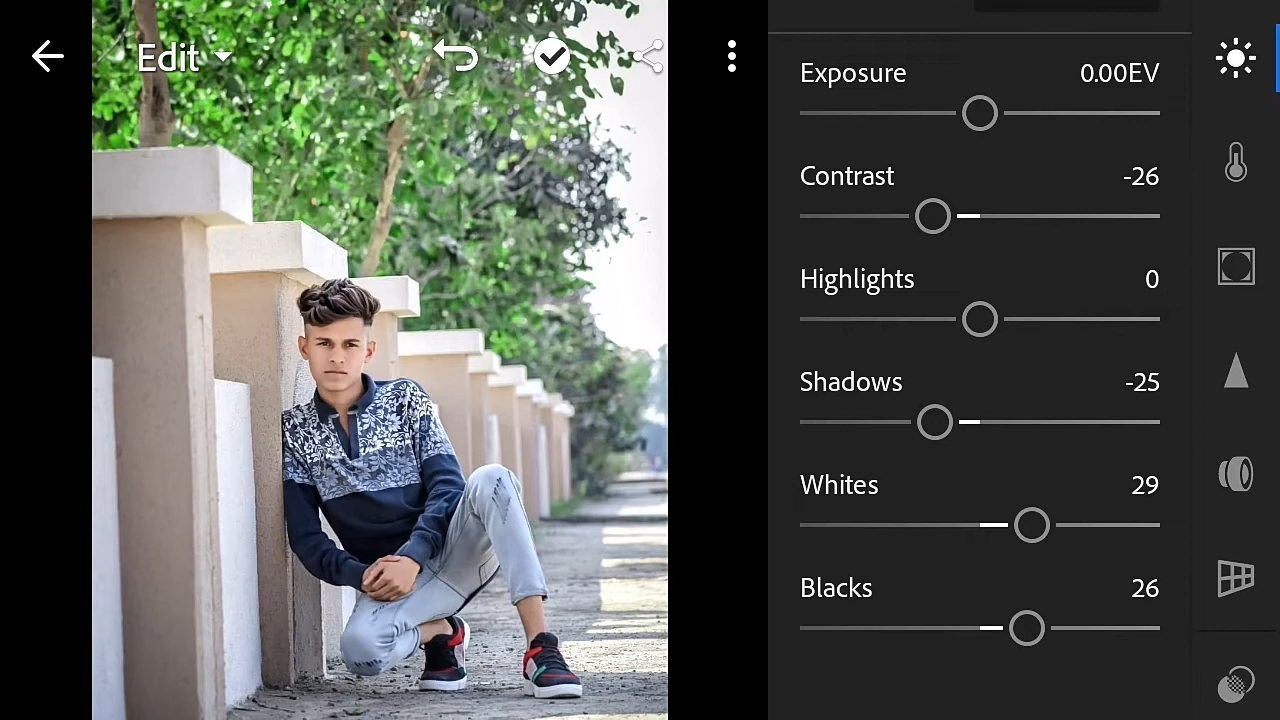 Edit
Exposure 0.00EV
Contrast -26
Highlights 0
Shadows -25
Whites 29
Blacks 26